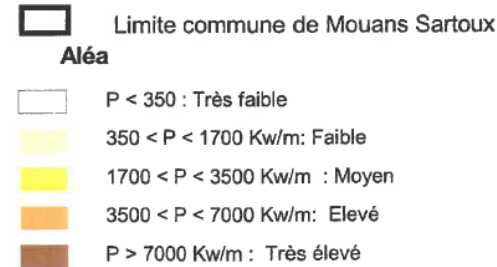 Limite commune de Mouans Sartoux
Aléa
P < 350 : Très faible
350 < P < 1700 Kw/m: Faible
1700 < P < 3500 Kw/m : Moyen
3500 < P < 7000 Kw/m: Elevé
P > 7000 Kw/m : Très élevé